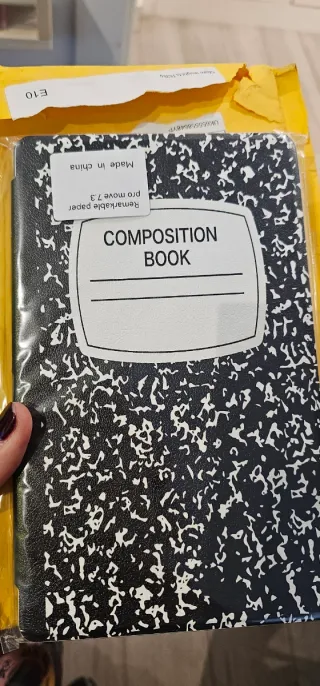 E10
Remarkable paper
pro move 7.3
Made in china
COMPOSITION
BOOK